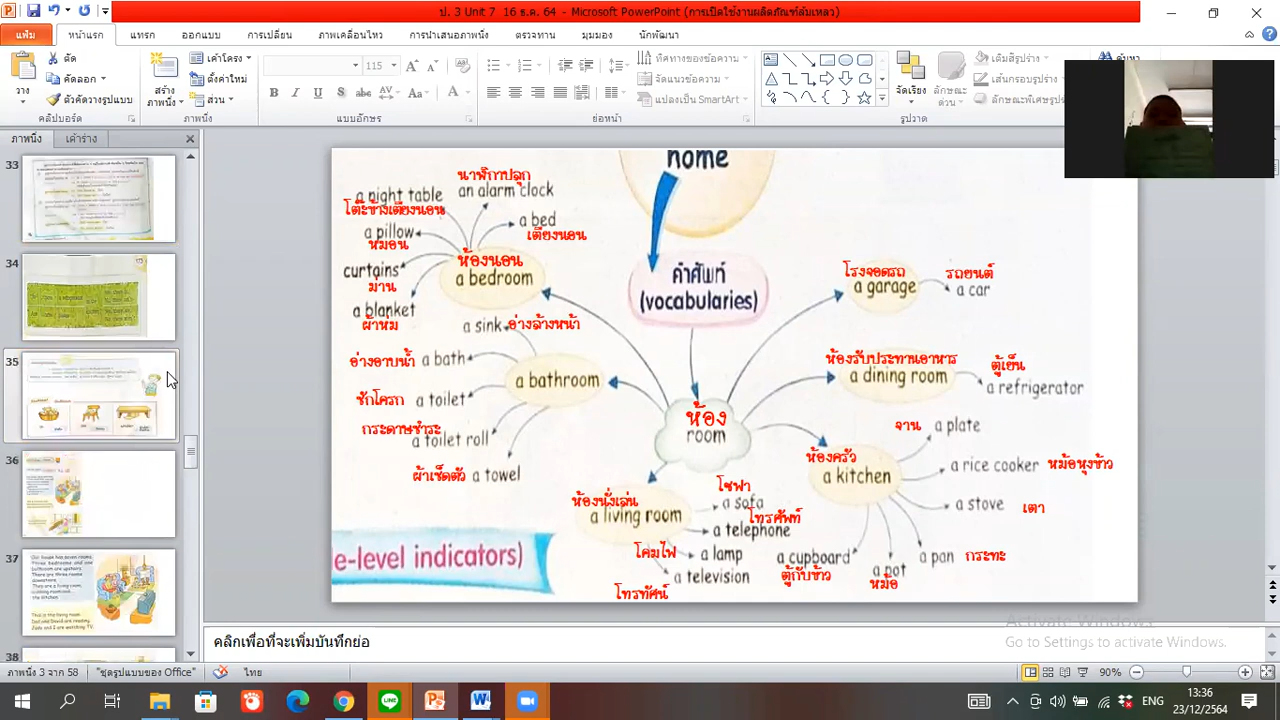 ป. 3 Unit 7  16 ธ.ค. 64 - Microsoft PowerPoint (การเปิดใช้งานผลิตภัณฑ์ล้มเหลว)
แฟ้ม หน้าแรก แทรก ออกแบบ การเปลี่ยน ภาพเคลื่อนไหว การนำเสนอภาพนิ่ง ตรวจทาน มุมมอง นักพัฒนา
วาง
ตัด
คัดลอก
ตัวคัดวางรูปแบบ
คลิปบอร์ด
สร้างภาพนิ่ง
เค้าโครง
ตั้งค่าใหม่
ส่วน
ภาพนิ่ง
115
แบบอักษร
ทิศทางของข้อความ
จัดแนวข้อความ
แปลงเป็น SmartArt
ย่อหน้า
จัดเรียง
ลักษณะด่วน
เติมสีรูปร่าง
เส้นกรอบรูปร่าง
รูปวาด
ค้นหา
ภาพนิ่ง เค้าร่าง
33
34
35
36
37
38
home
นาฬิกาปลุก
a night table an alarm clock
โต๊ะข้างเตียงนอน
a bed
เตียงนอน
a pillow
หมอน
ห้องนอน
a bedroom
curtains
ม่าน
a blanket
ผ้าห่ม
คำศัพท์
(vocabularies)
โรงจอดรถ
a garage
รถยนต์
a car
a sink อ่างล้างหน้า
อ่างอาบน้ำ a bath
a bathroom
ชักโครก a toilet
กระดาษชำระ
a toilet roll
ผ้าเช็ดตัว a towel
ห้องรับประทานอาหาร
a dining room
ตู้เย็น
a refrigerator
ห้อง
room
จาน a plate
ห้องครัว
a kitchen
a rice cooker หม้อหุงข้าว
a stove เตา
a pan กระทะ
a pot
หม้อ
a cupboard
ตู้กับข้าว
ห้องนั่งเล่น
a living room
โซฟา
a sofa
โทรศัพท์
a telephone
โคมไฟ a lamp
a television
โทรทัศน์
e-level indicators)
คลิกเพื่อที่จะเพิ่มบันทึกย่อ
Activate Windows
Go to Settings to activate Windows.
ภาพนิ่ง 3 จาก 58 "ชุดรูปแบบของ Office" ไทย 90%
ENG
13:36
23/12/2564